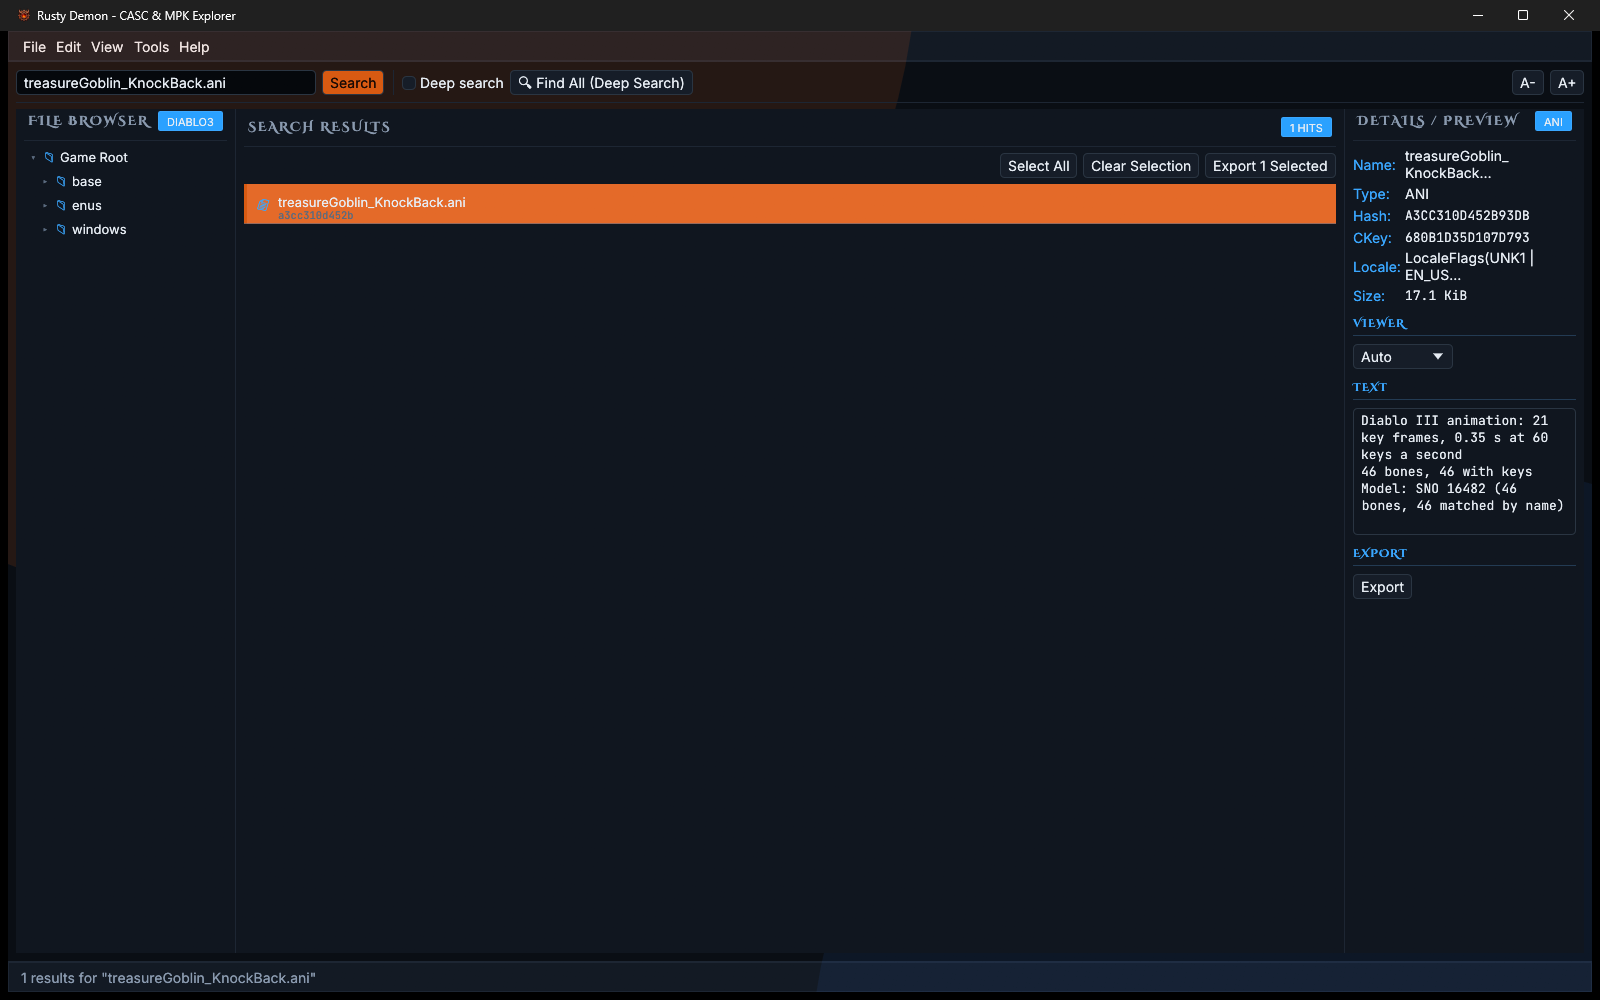 Rusty Demon - CASC & MPK Explorer
File Edit View Tools Help
treasureGoblin_KnockBack.ani
Search
Deep search
Find All (Deep Search)
A-
A+
FILE BROWSER
DIABLO3
Game Root
base
enus
windows
SEARCH RESULTS
1 HITS
Select All
Clear Selection
Export 1 Selected
treasureGoblin_KnockBack.ani
a3cc310d452b
DETAILS / PREVIEW
ANI
Name: treasureGoblin_
KnockBack...
Type: ANI
Hash: A3CC310D452B93DB
CKey: 680B1D35D107D793
Locale: LocaleFlags(UNK1 |
EN_US...
Size: 17.1 KiB
VIEWER
Auto
TEXT
Diablo III animation: 21
key frames, 0.35 s at 60
keys a second
46 bones, 46 with keys
Model: SNO 16482 (46
bones, 46 matched by name)
EXPORT
Export
1 results for "treasureGoblin_KnockBack.ani"